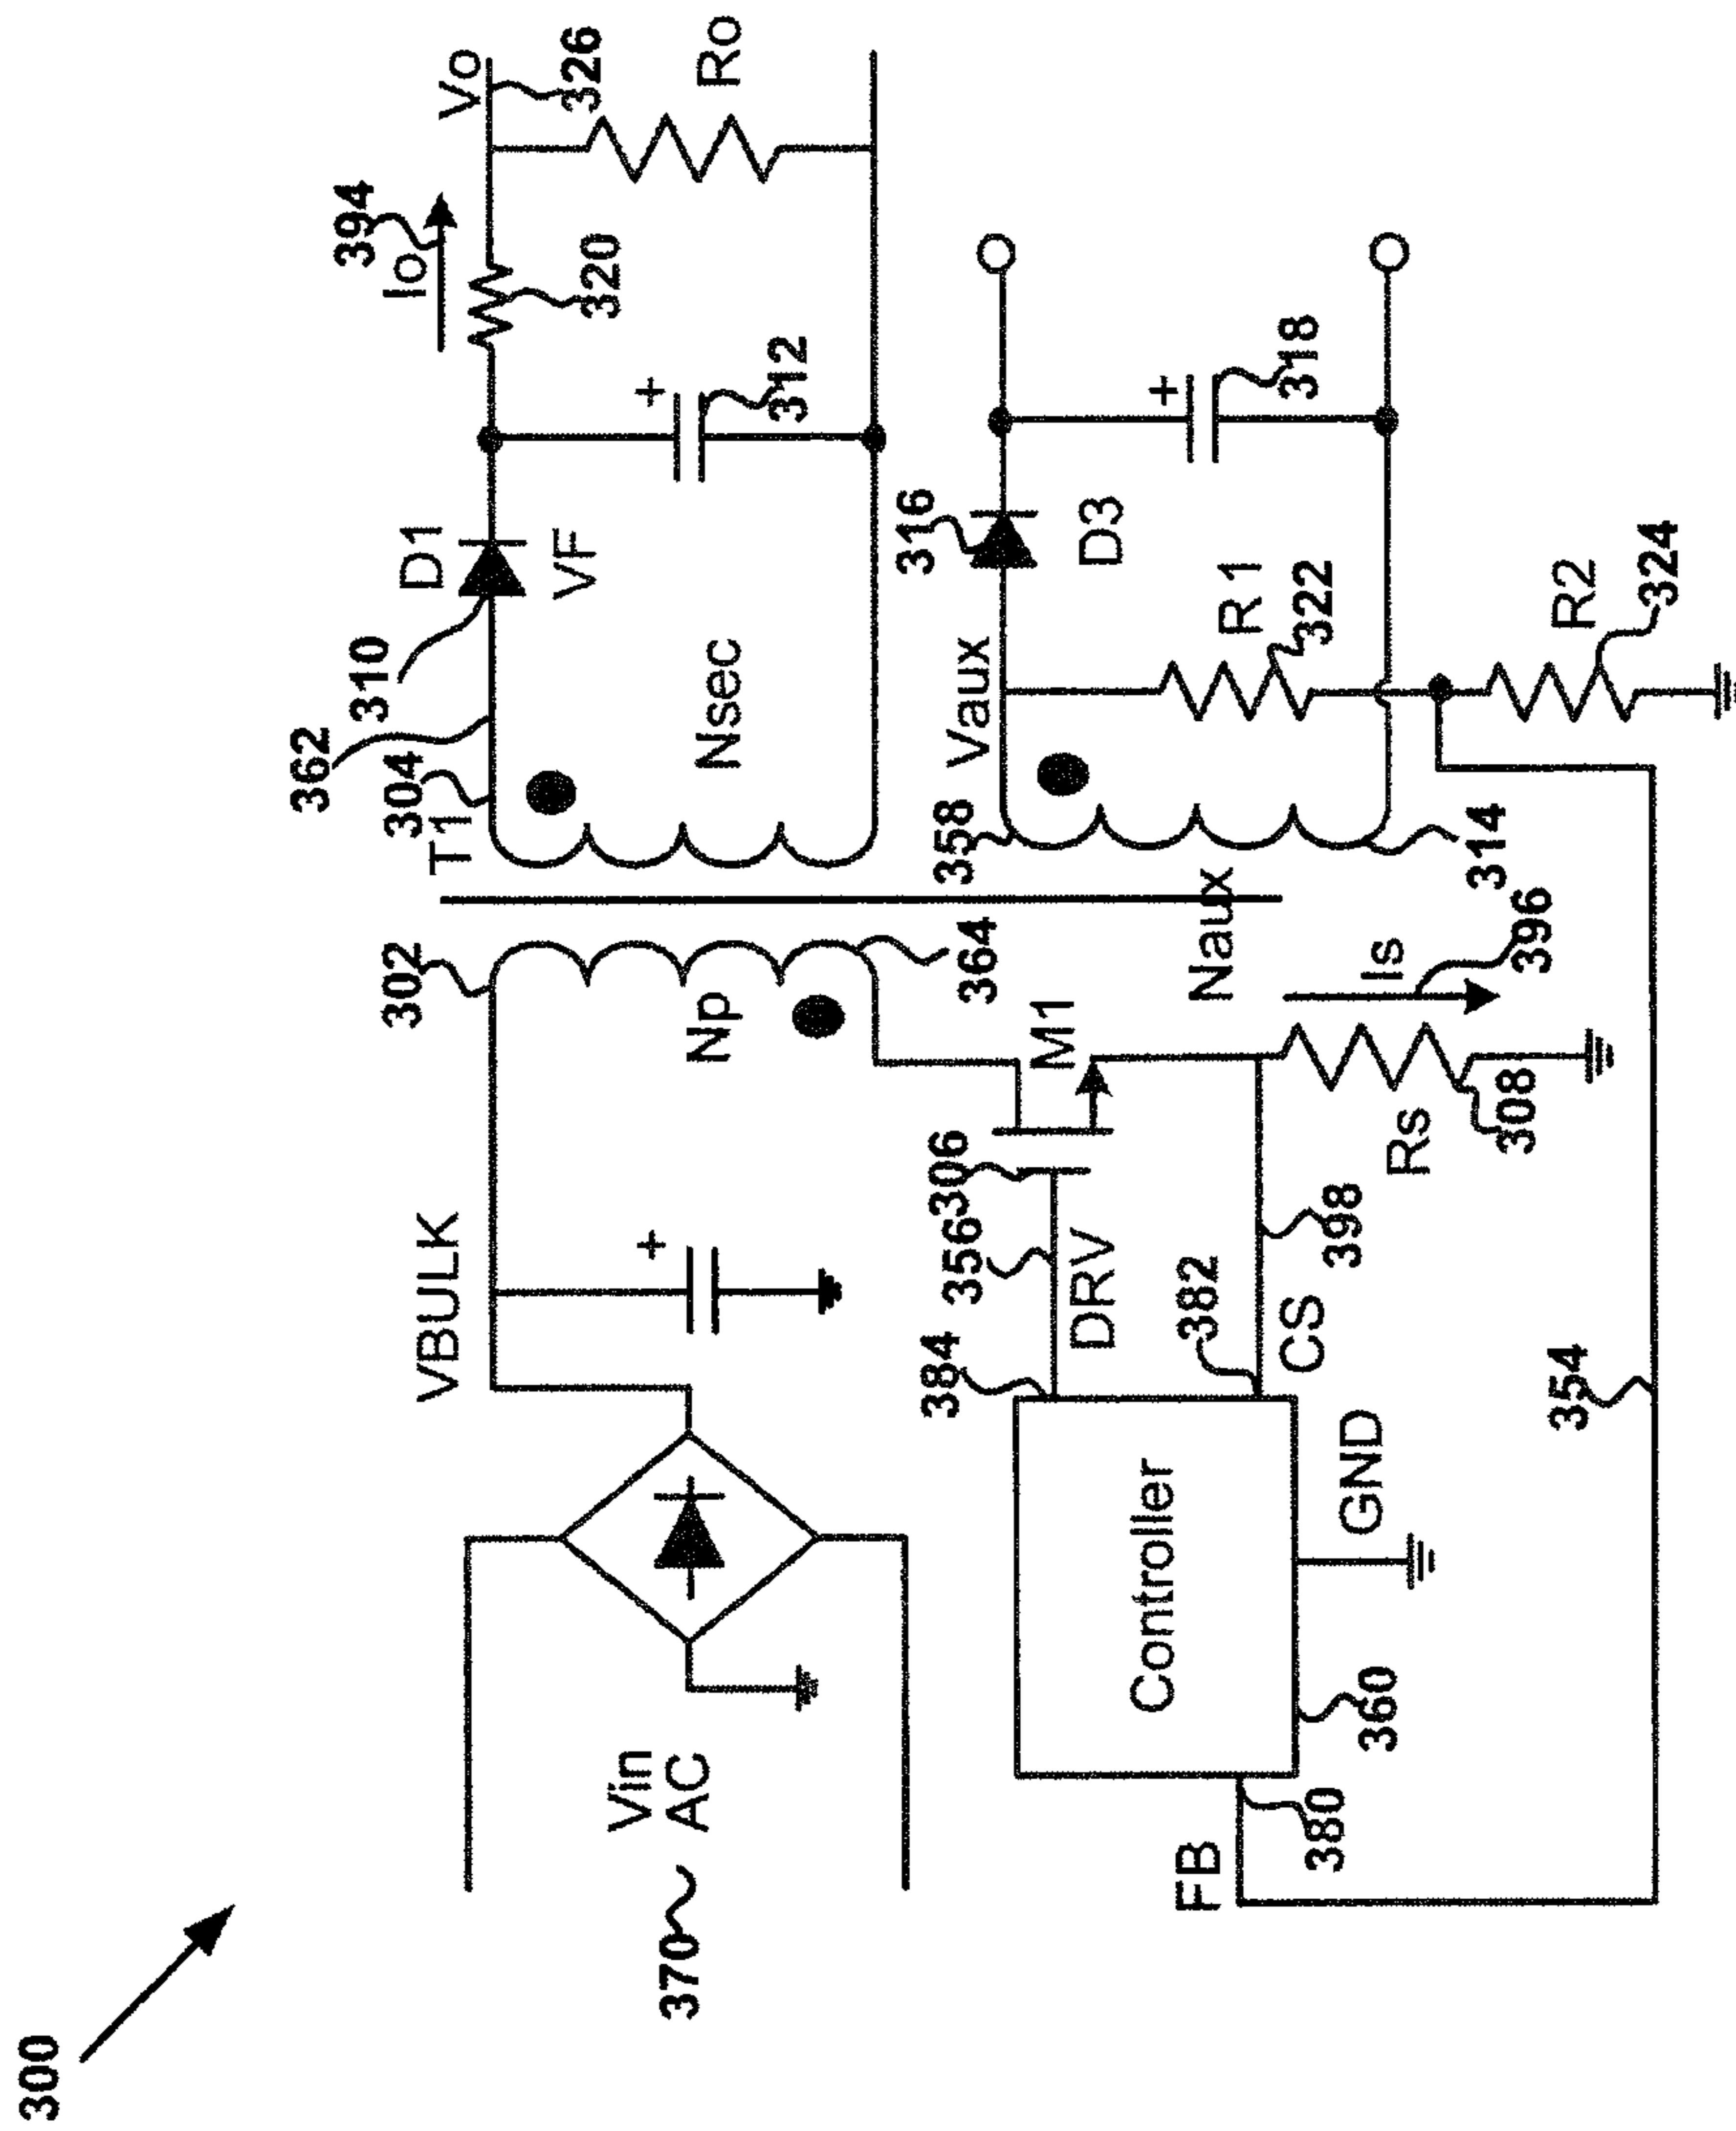 300
370
Vin
AC
VBULK
302
Np
364
T1
304
362
310
D1
VF
Nsec
312
Io
394
320
Vo
326
Ro
384
356
306
DRV
M1
358
Naux
Vaux
316
D3
R1
322
318
314
R2
324
FB
380
Controller
360
GND
382
CS
398
Rs
308
Is
396
354